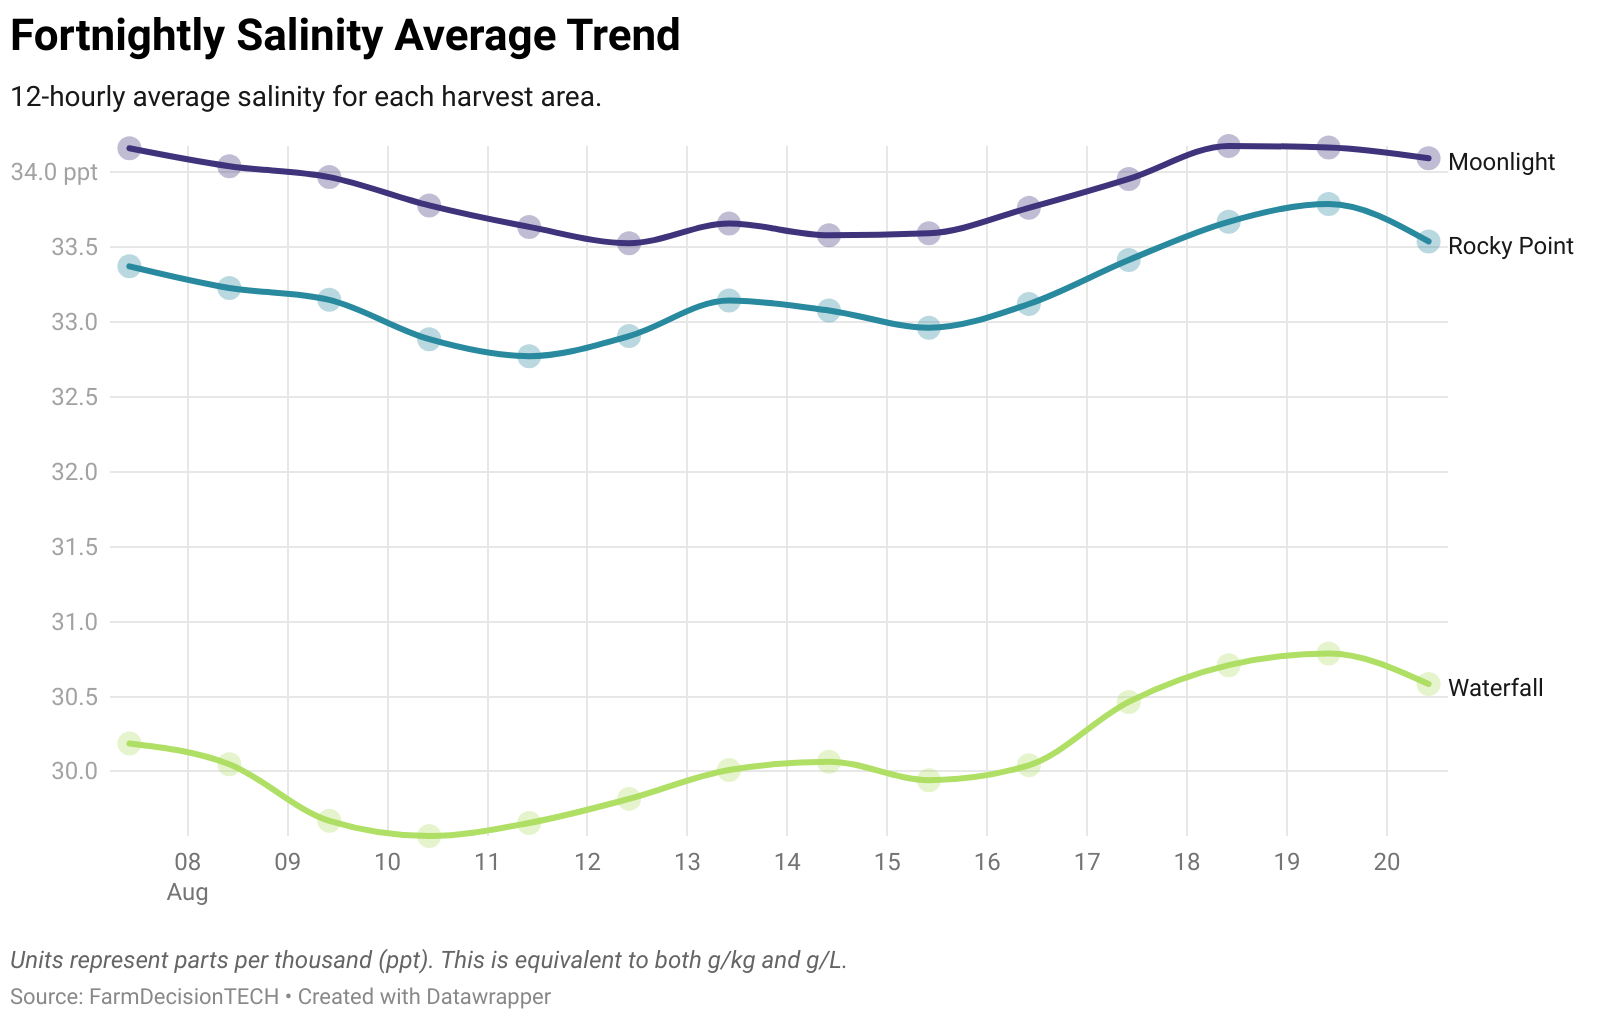 Fortnightly Salinity Average Trend
12-hourly average salinity for each harvest area.
34.0 ppt
33.5
33.0
32.5
32.0
31.5
31.0
30.5
30.0
Moonlight
Rocky Point
Waterfall
08 09 10 11 12 13 14 15 16 17 18 19 20
Aug
Units represent parts per thousand (ppt). This is equivalent to both g/kg and g/L.
Source: FarmDecisionTECH • Created with Datawrapper